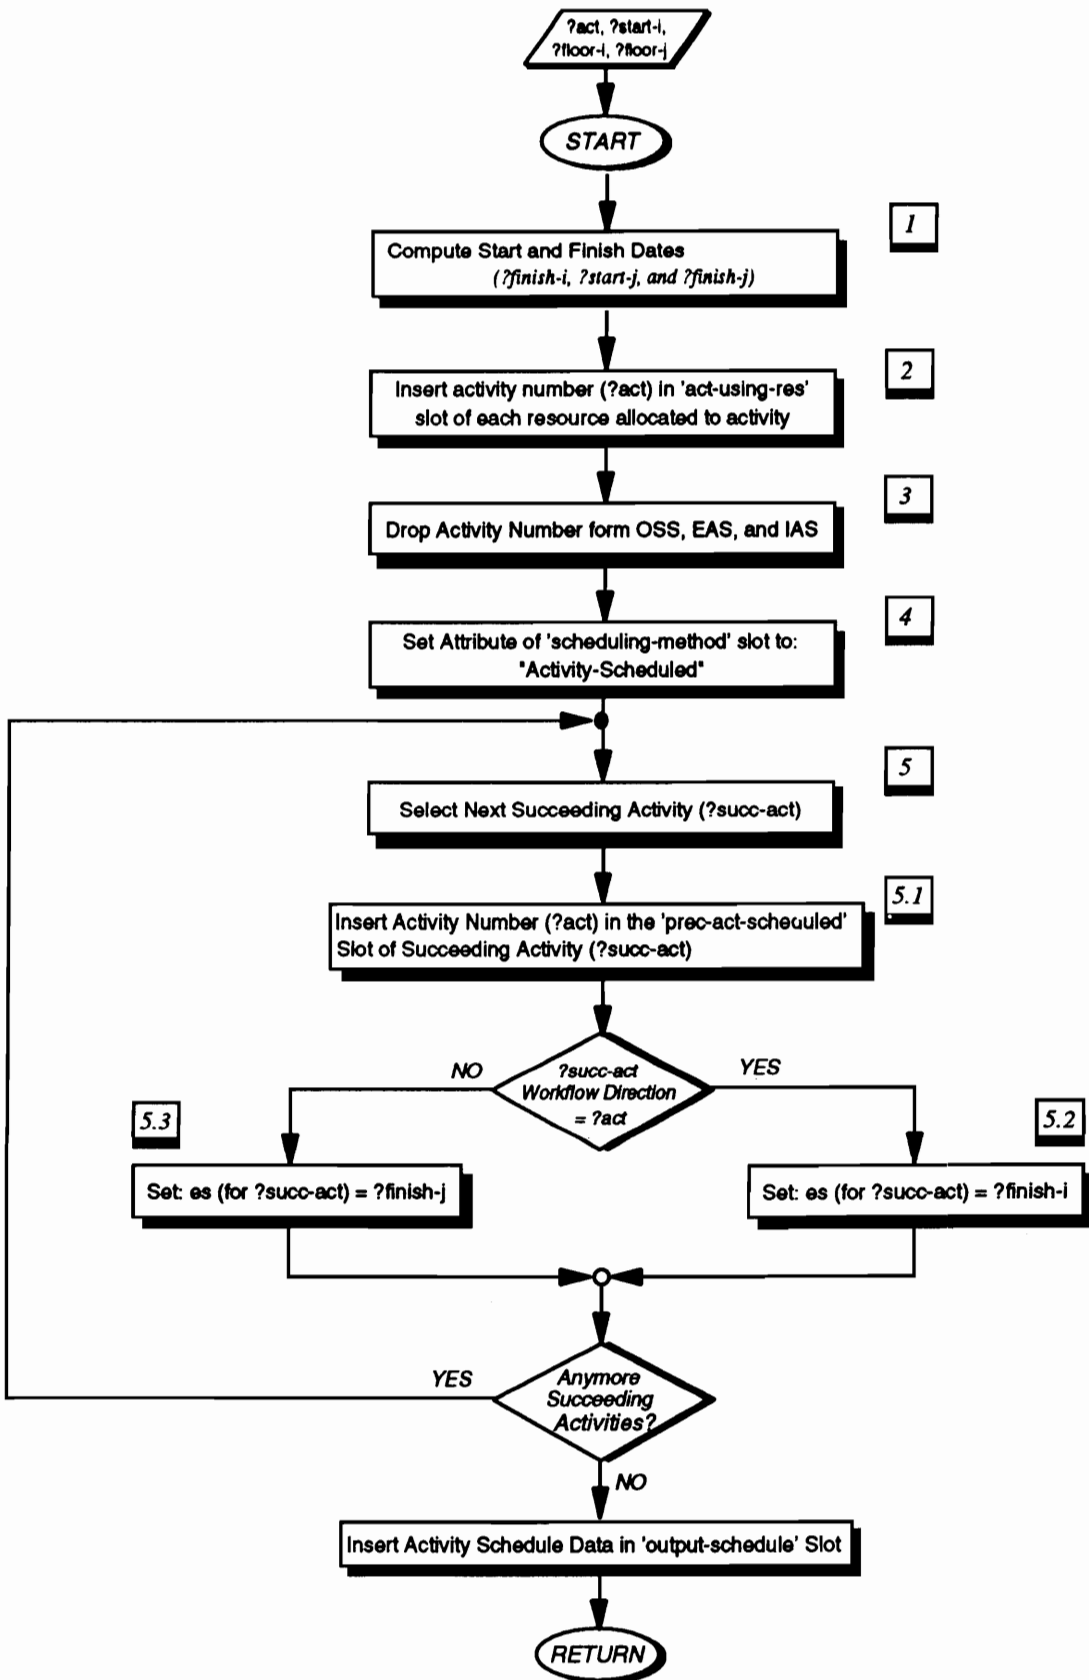 ?act, ?start-i,
?floor-i, ?floor-j
START
1
Compute Start and Finish Dates
(?finish-i, ?start-j, and ?finish-j)
2
Insert activity number (?act) in 'act-using-res'
slot of each resource allocated to activity
3
Drop Activity Number form OSS, EAS, and IAS
4
Set Attribute of 'scheduling-method' slot to:
"Activity-Scheduled"
5
Select Next Succeeding Activity (?succ-act)
5.1
Insert Activity Number (?act) in the 'prec-act-scheduled'
Slot of Succeeding Activity (?succ-act)
NO
?succ-act
Workflow Direction
= ?act
YES
5.3
5.2
Set: es (for ?succ-act) = ?finish-j
Set: es (for ?succ-act) = ?finish-i
YES
Anymore
Succeeding
Activities?
NO
Insert Activity Schedule Data in 'output-schedule' Slot
RETURN